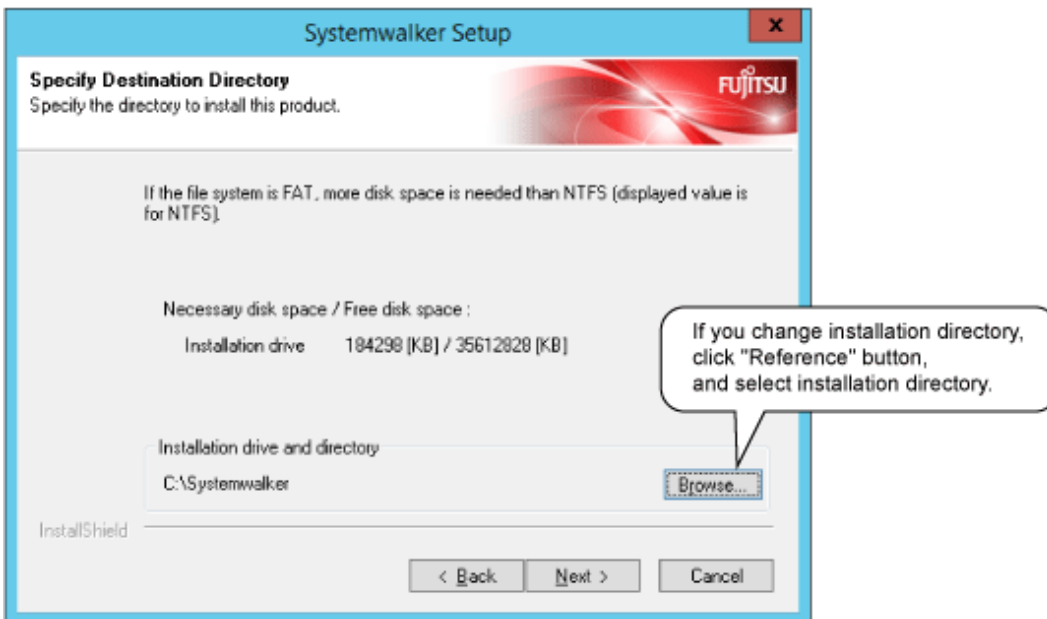 Systemwalker Setup
x
Specify Destination Directory
Specify the directory to install this product.
FUJITSU
If the file system is FAT, more disk space is needed than NTFS (displayed value is
for NTFS).
Necessary disk space / Free disk space :
Installation drive 184298 [KB] / 35612828 [KB]
If you change installation directory,
click "Reference" button,
and select installation directory.
Installation drive and directory
C:\Systemwalker
Browse...
InstallShield
< Back
Next >
Cancel